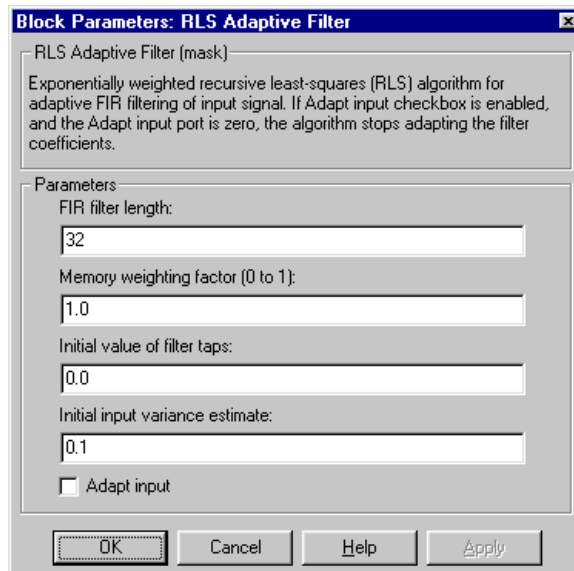 Block Parameters: RLS Adaptive Filter
RLS Adaptive Filter (mask)
Exponentially weighted recursive least-squares (RLS) algorithm for
adaptive FIR filtering of input signal. If Adapt input checkbox is enabled,
and the Adapt input port is zero, the algorithm stops adapting the filter
coefficients.
Parameters
FIR filter length:
32
Memory weighting factor (0 to 1):
1.0
Initial value of filter taps:
0.0
Initial input variance estimate:
0.1
Adapt input
OK Cancel Help Apply